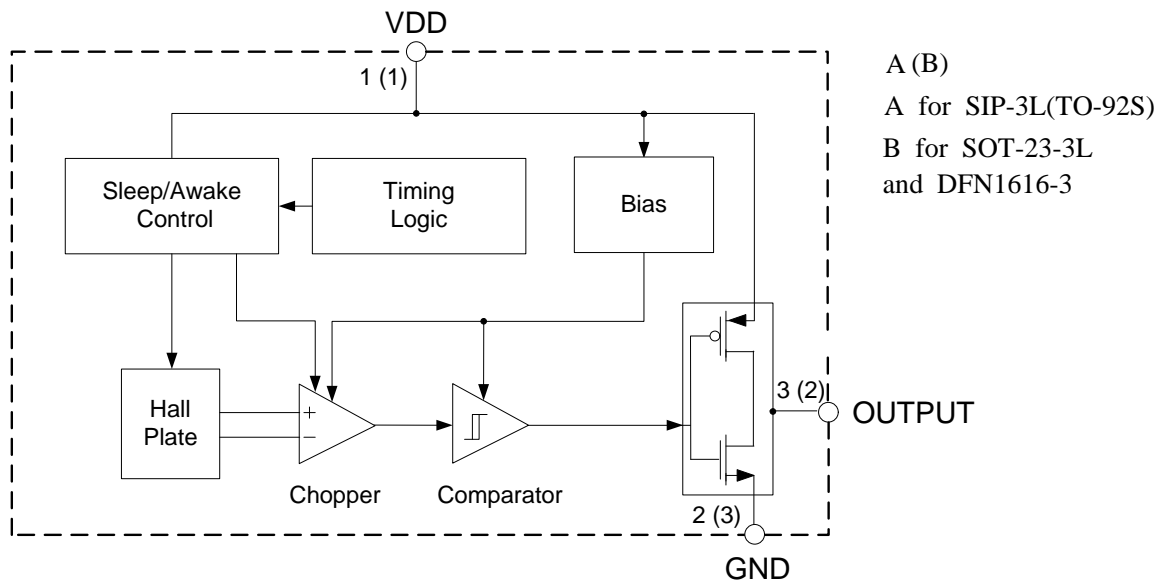 VDD
1 (1)
A (B)
A for SIP-3L(TO-92S)
B for SOT-23-3L
and DFN1616-3
Sleep/Awake
Control
Timing
Logic
Bias
Hall
Plate
+
−
Chopper
Comparator
3 (2)
OUTPUT
2 (3)
GND